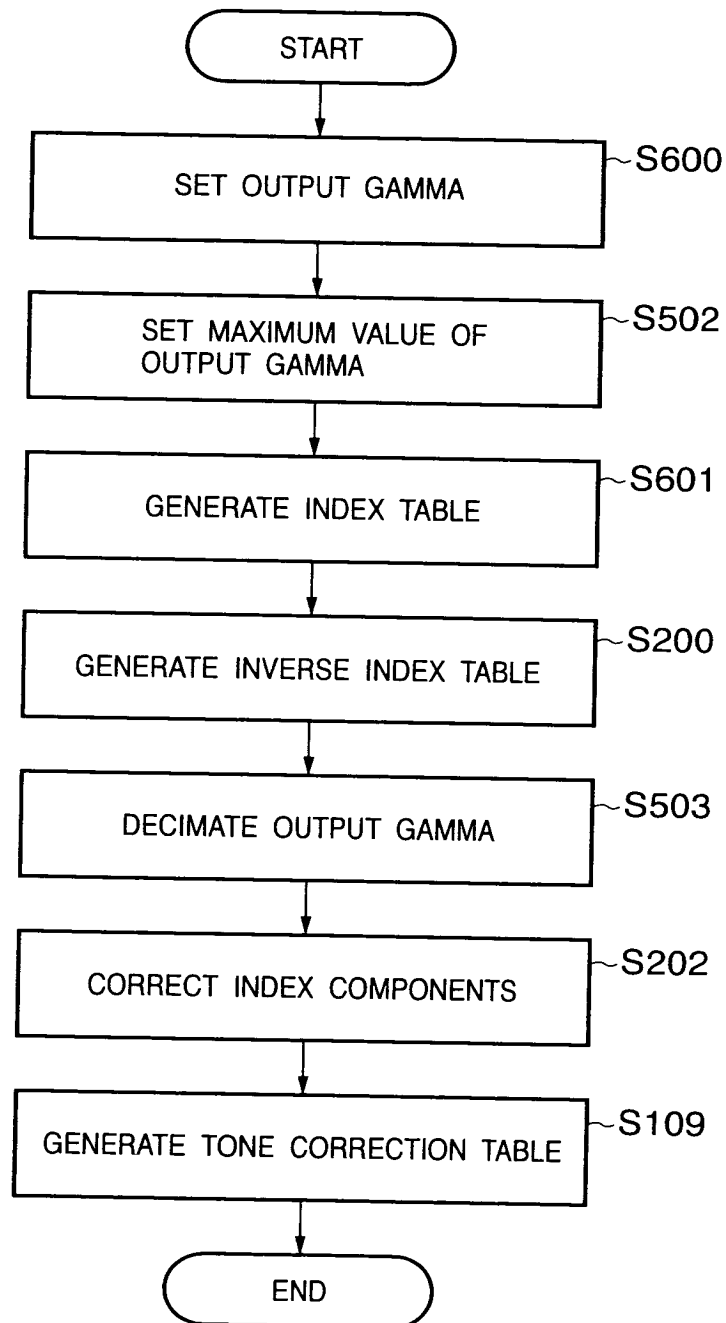 START
SET OUTPUT GAMMA
S600
SET MAXIMUM VALUE OF
OUTPUT GAMMA
S502
GENERATE INDEX TABLE
S601
GENERATE INVERSE INDEX TABLE
S200
DECIMATE OUTPUT GAMMA
S503
CORRECT INDEX COMPONENTS
S202
GENERATE TONE CORRECTION TABLE
S109
END